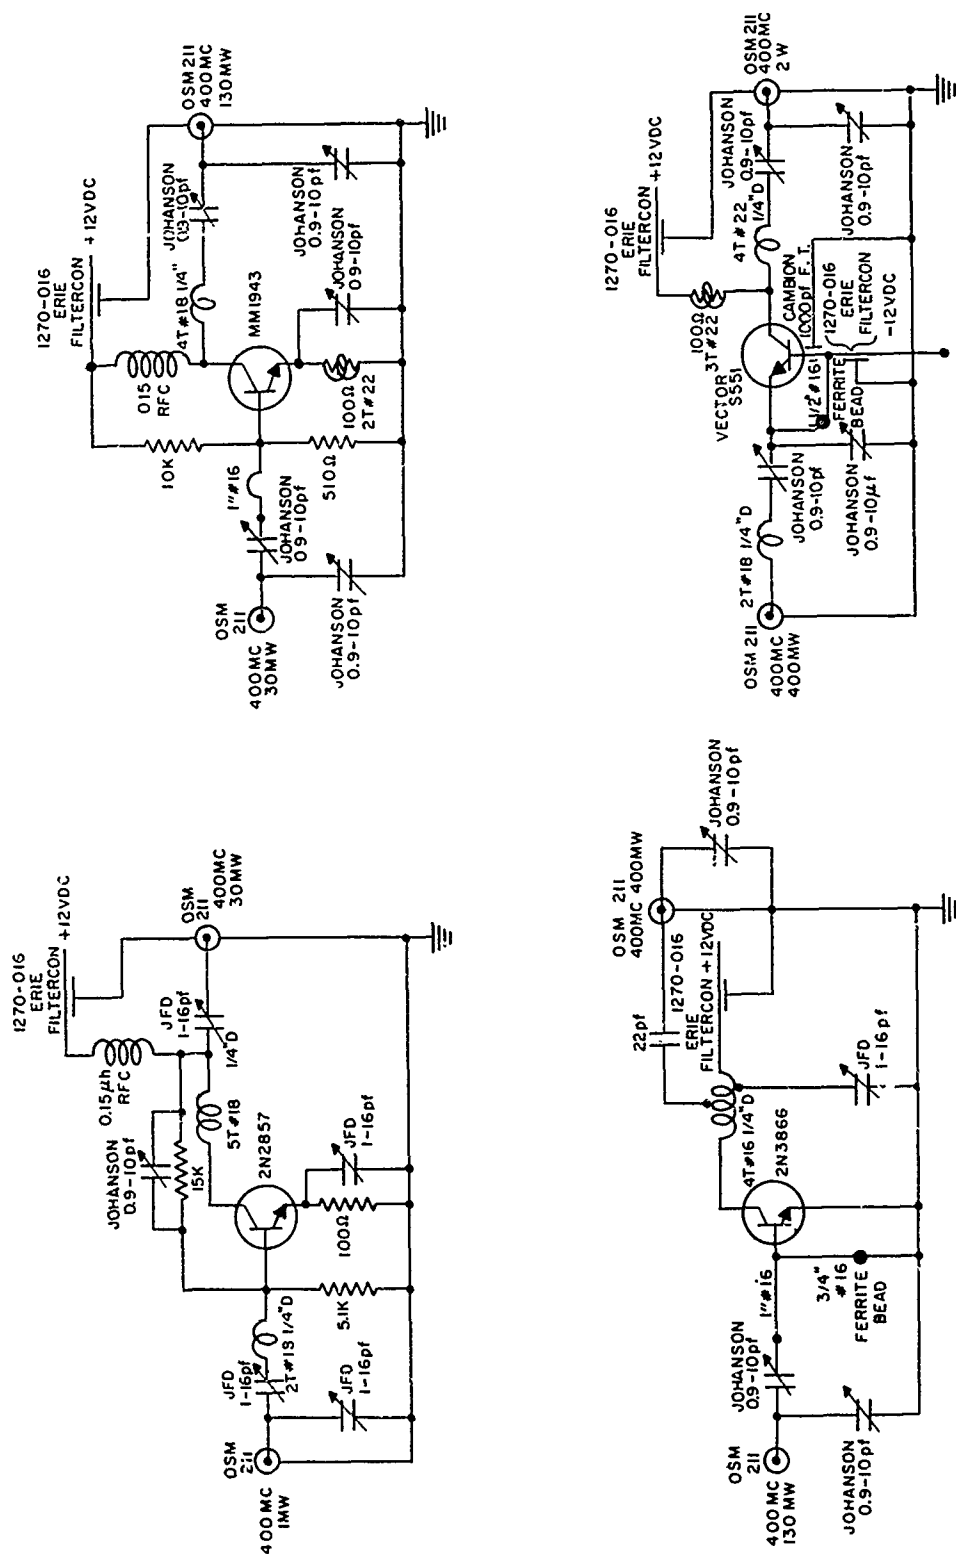 1270-016
ERIE
FILTERCON
+12VDC
015
RFC
10K
4T#18 1/4"
JOHANSON
OSM 211
400MC
130MW
MM1943
JOHANSON
0.9-10pf
JOHANSON
0.9-10pf
1"#16
510Ω
100Ω
2T#22
JOHANSON
0.9-10pf
OSM
211
400MC
30MW
JOHANSON
0.9-10pf
1270-016
ERIE
FILTERCON
+12VDC
OSM 211
400MC
2W
JOHANSON
0.9-10pf
4T#22
1/4"D
100Ω
3T#22
VECTOR
S551
CAMBION
1000pf F.T.
1270-016
ERIE
FILTERCON
-12VDC
JOHANSON
0.9-10pf
1 1/2"#16
FERRITE
BEAD
JOHANSON
0.9-10pf
JOHANSON
0.9-10µf
2T#18 1/4"D
OSM 211
400MC
400MW
1270-016
ERIE
FILTERCON
+12VDC
0.15µh
RFC
JOHANSON
0.9-10pf
15K
5T#18
1/4"D
JFD
1-16pf
OSM
211
400MC
30MW
2N2857
JFD
1-16pf
100Ω
5.1K
2T#18 1/4"D
JFD
1-16pf
JFD
1-16pf
OSM
211
400MC
1MW
OSM 211
400MC 400MW
JOHANSON
0.9-10pf
22pf
1270-016
ERIE
FILTERCON +12VDC
4T#16 1/4"D
2N3866
JFD
1-16pf
1"#16
3/4"
#16
FERRITE
BEAD
JOHANSON
0.9-10pf
OSM
211
400MC
130MW
JOHANSON
0.9-10pf